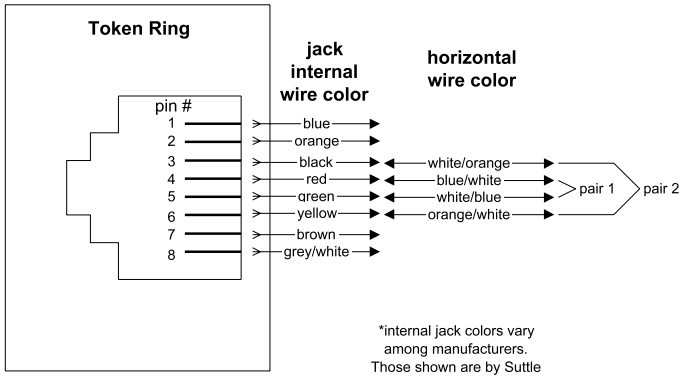 Token Ring
jack
internal
wire color
horizontal
wire color
pin #
1 blue
2 orange
3 black white/orange
4 red blue/white
5 green white/blue
6 yellow orange/white
7 brown
8 grey/white
pair 1
pair 2
*internal jack colors vary
among manufacturers.
Those shown are by Suttle